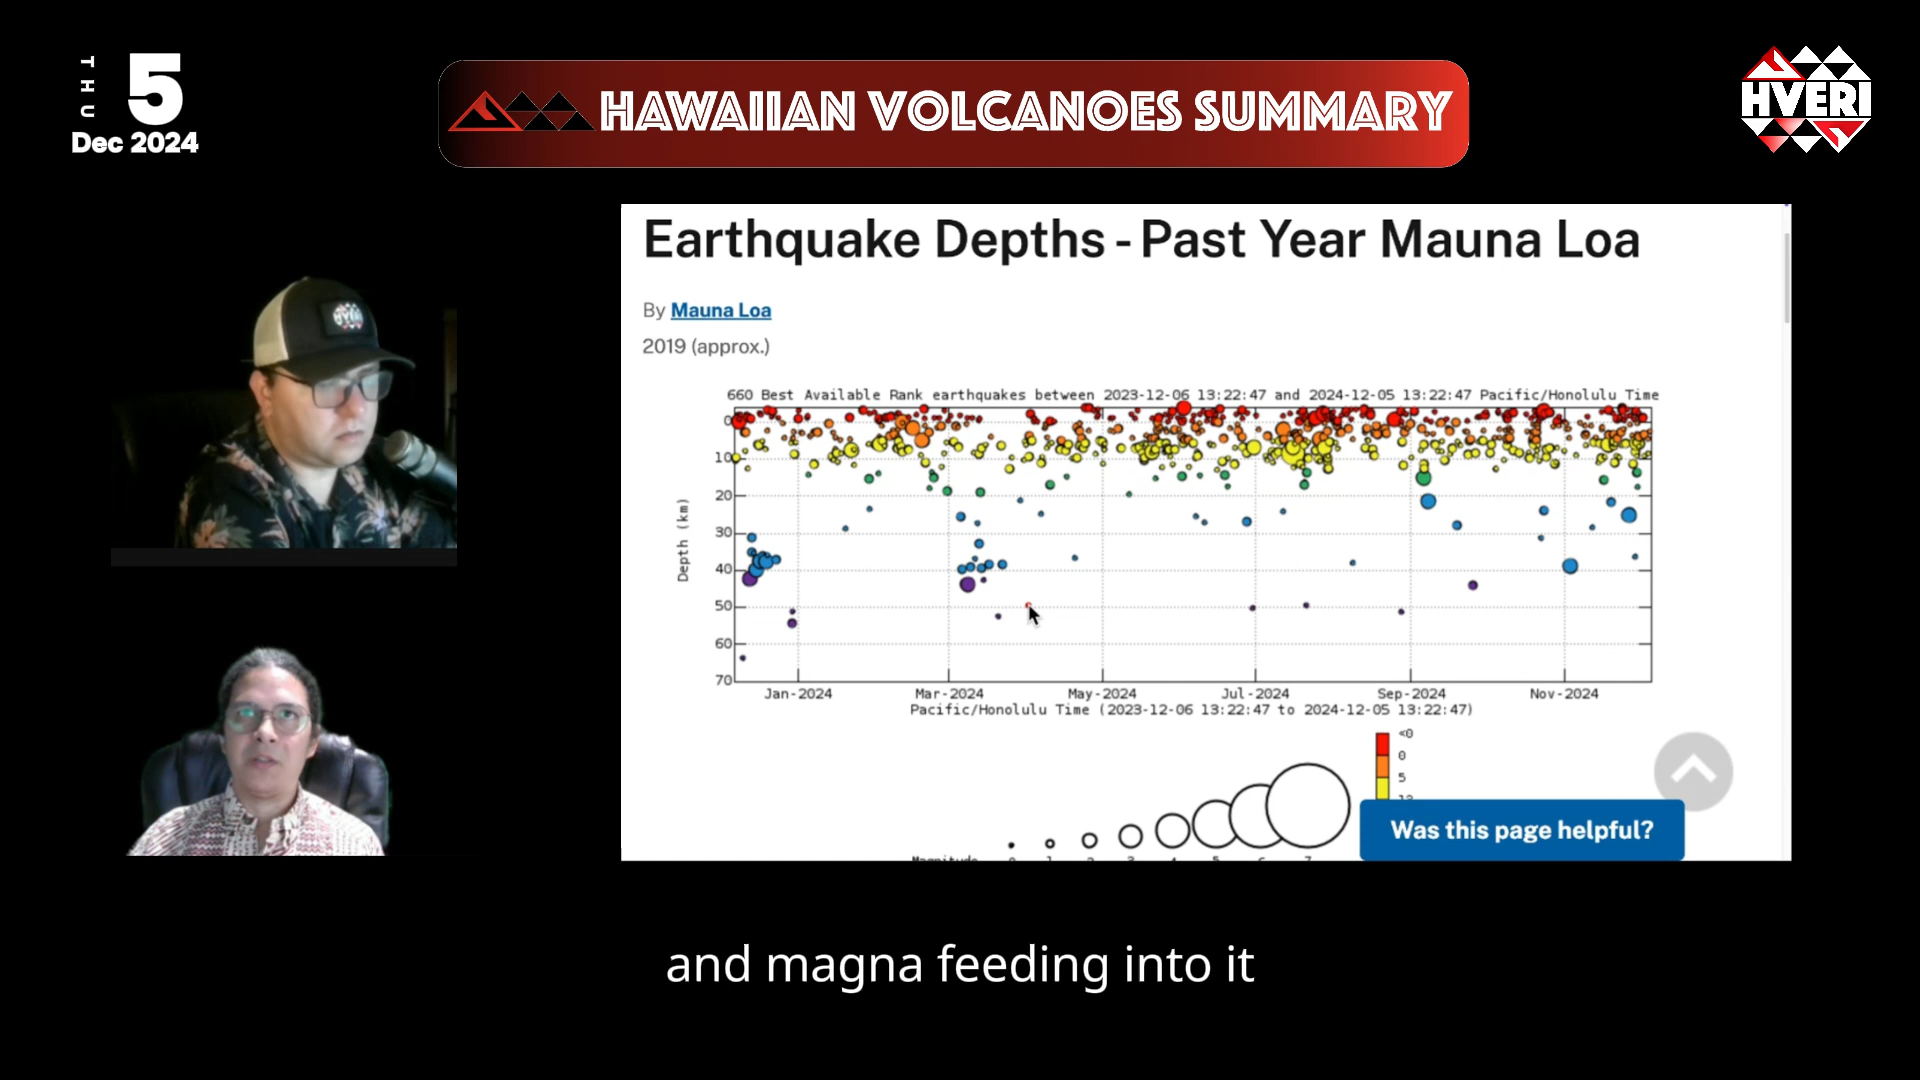 THU
5
Dec 2024
HAWAIIAN VOLCANOES SUMMARY
HVERI
Earthquake Depths - Past Year Mauna Loa
By Mauna Loa
2019 (approx.)
660 Best Available Rank earthquakes between 2023-12-06 13:22:47 and 2024-12-05 13:22:47 Pacific/Honolulu Time
0
10
20
30
40
50
60
70
Depth (km)
Jan-2024 Mar-2024 May-2024 Jul-2024 Sep-2024 Nov-2024
Pacific/Honolulu Time (2023-12-06 13:22:47 to 2024-12-05 13:22:47)
<0
0
5
Was this page helpful?
and magna feeding into it